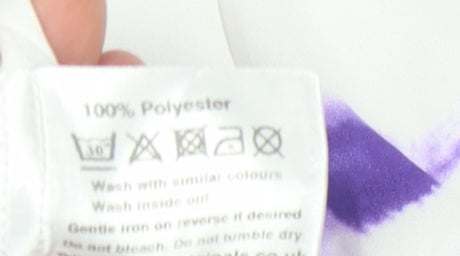 100% Polyester
30°
Wash with similar colours
Wash inside out
Gentle iron on reverse if desired
Do not bleach. Do not tumble dry